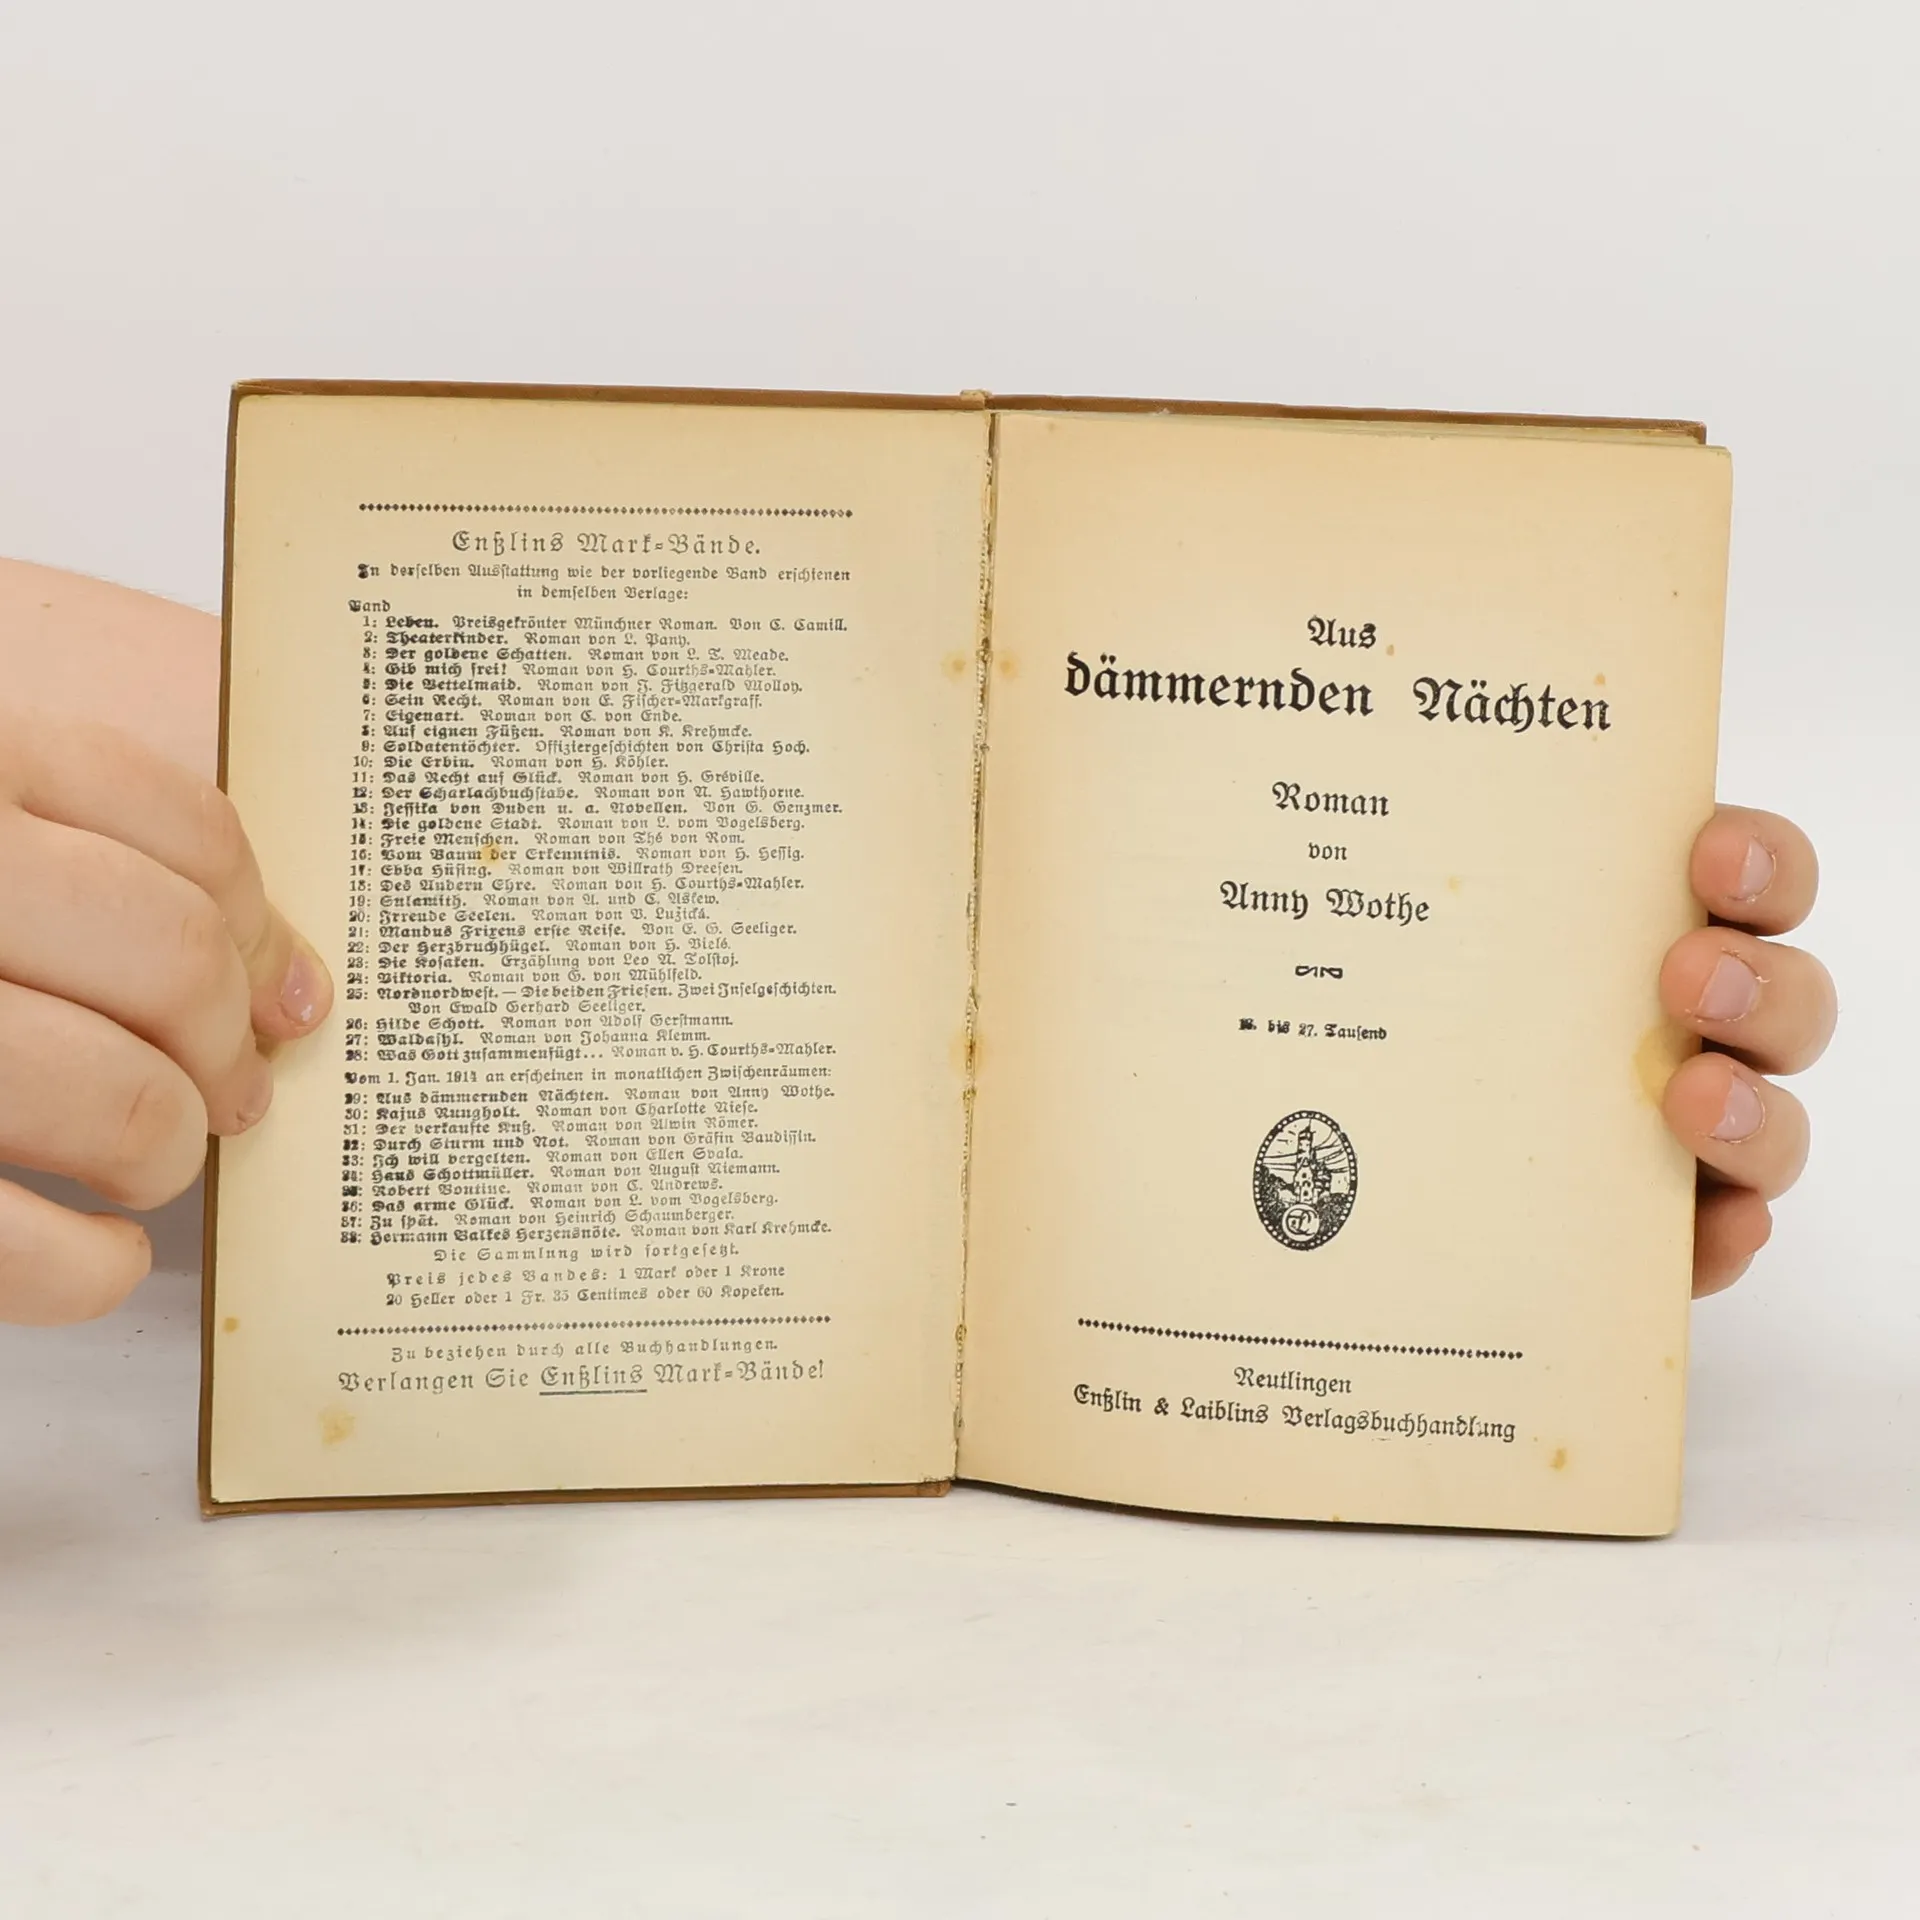 Enßlins Mark-Bände.
In derselben Ausstattung wie der vorliegende Band erschienen
in demselben Verlage:
Band
1: Leben. Preisgekrönter Münchner Roman. Von C. Camill.
2: Theaterkinder. Roman von L. Pany.
3: Der goldene Schatten. Roman von L. T. Meade.
4: Gib mich frei! Roman von H. Courths-Mahler.
5: Die Bettelmaid. Roman von J. Fitzgerald Molloy.
6: Sein Recht. Roman von E. Fischer-Markgraff.
7: Eigenart. Roman von C. von Ende.
8: Auf eignen Füßen. Roman von K. Krehmcke.
9: Soldatentöchter. Offiziergeschichten von Christa Hoch.
10: Die Erbin. Roman von H. Köhler.
11: Das Recht auf Glück. Roman von H. Gréville.
12: Der Scharlachbuchstabe. Roman von N. Hawthorne.
13: Jessika von Duden u. a. Novellen. Von G. Genzmer.
14: Die goldene Stadt. Roman von L. vom Vogelsberg.
15: Freie Menschen. Roman von Thé von Rom.
16: Vom Baum der Erkenntnis. Roman von H. Hessig.
17: Ebba Hüsing. Roman von Willrath Dreesen.
18: Des Andern Ehre. Roman von H. Courths-Mahler.
19: Sulamith. Roman von A. und C. Askew.
20: Irrende Seelen. Roman von V. Lužická.
21: Mandus Frixens erste Reise. Von E. G. Seeliger.
22: Der Herzbruchhügel. Roman von H. Vielé.
23: Die Kosaken. Erzählung von Leo N. Tolstoj.
24: Viktoria. Roman von G. von Mühlfeld.
25: Nordnordwest. — Die beiden Friesen. Zwei Inselgeschichten.
Von Ewald Gerhard Seeliger.
26: Hilde Schott. Roman von Adolf Gerstmann.
27: Waldasyl. Roman von Johanna Klemm.
28: Was Gott zusammenfügt... Roman v. H. Courths-Mahler.
Vom 1. Jan. 1914 an erscheinen in monatlichen Zwischenräumen:
29: Aus dämmernden Nächten. Roman von Anny Wothe.
30: Kajus Rungholt. Roman von Charlotte Niese.
31: Der verkaufte Kuß. Roman von Alwin Römer.
32: Durch Sturm und Not. Roman von Gräfin Baudissin.
33: Ich will vergelten. Roman von Ellen Svala.
34: Hans Schottmüller. Roman von August Niemann.
35: Robert Bontine. Roman von C. Andrews.
36: Das arme Glück. Roman von L. vom Vogelsberg.
37: Zu spät. Roman von Heinrich Schaumberger.
38: Hermann Balkes Herzensnöte. Roman von Karl Krehmcke.
Die Sammlung wird fortgesetzt.
Preis jedes Bandes: 1 Mark oder 1 Krone
20 Heller oder 1 Fr. 35 Centimes oder 60 Kopeken.
Zu beziehen durch alle Buchhandlungen.
Verlangen Sie Enßlins Mark-Bände!
Aus
dämmernden Nächten
Roman
von
Anny Wothe
bis 27. Tausend
Reutlingen
Enßlin & Laiblins Verlagsbuchhandlung